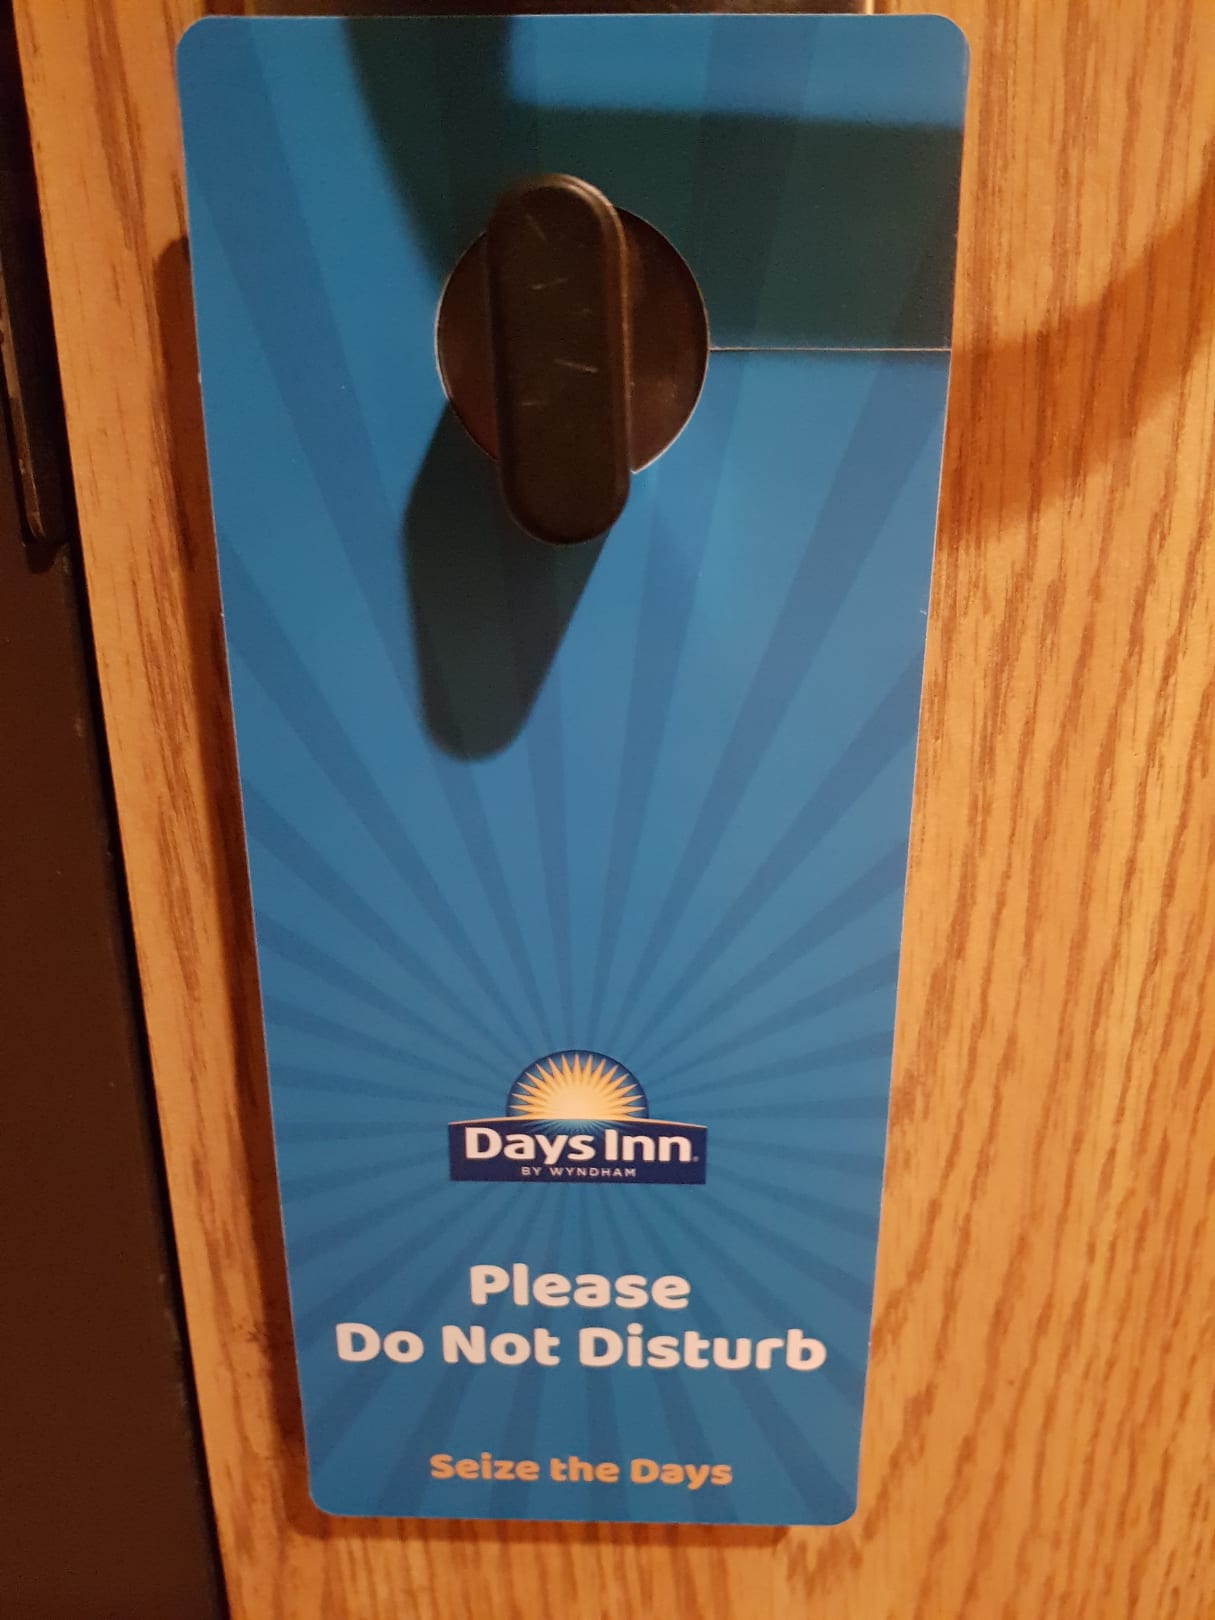 Days Inn®
BY WYNDHAM
Please
Do Not Disturb
Seize the Days